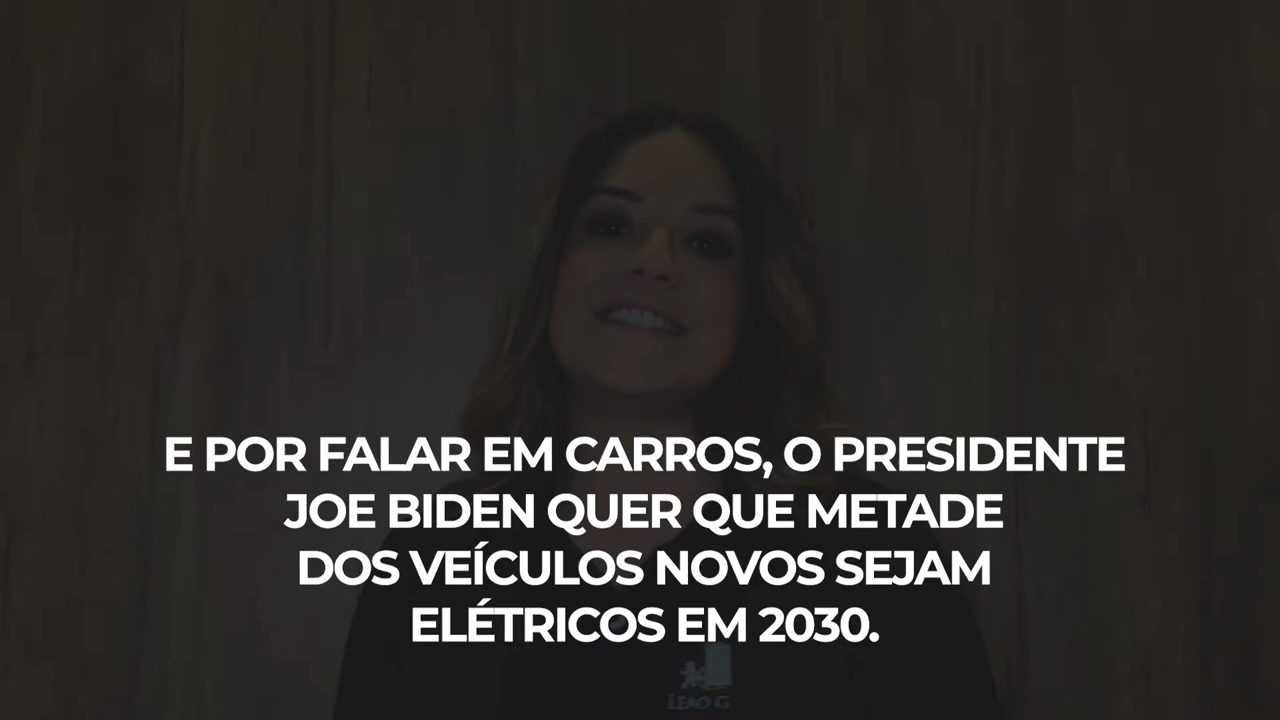 E POR FALAR EM CARROS, O PRESIDENTE
JOE BIDEN QUER QUE METADE
DOS VEÍCULOS NOVOS SEJAM
ELÉTRICOS EM 2030.